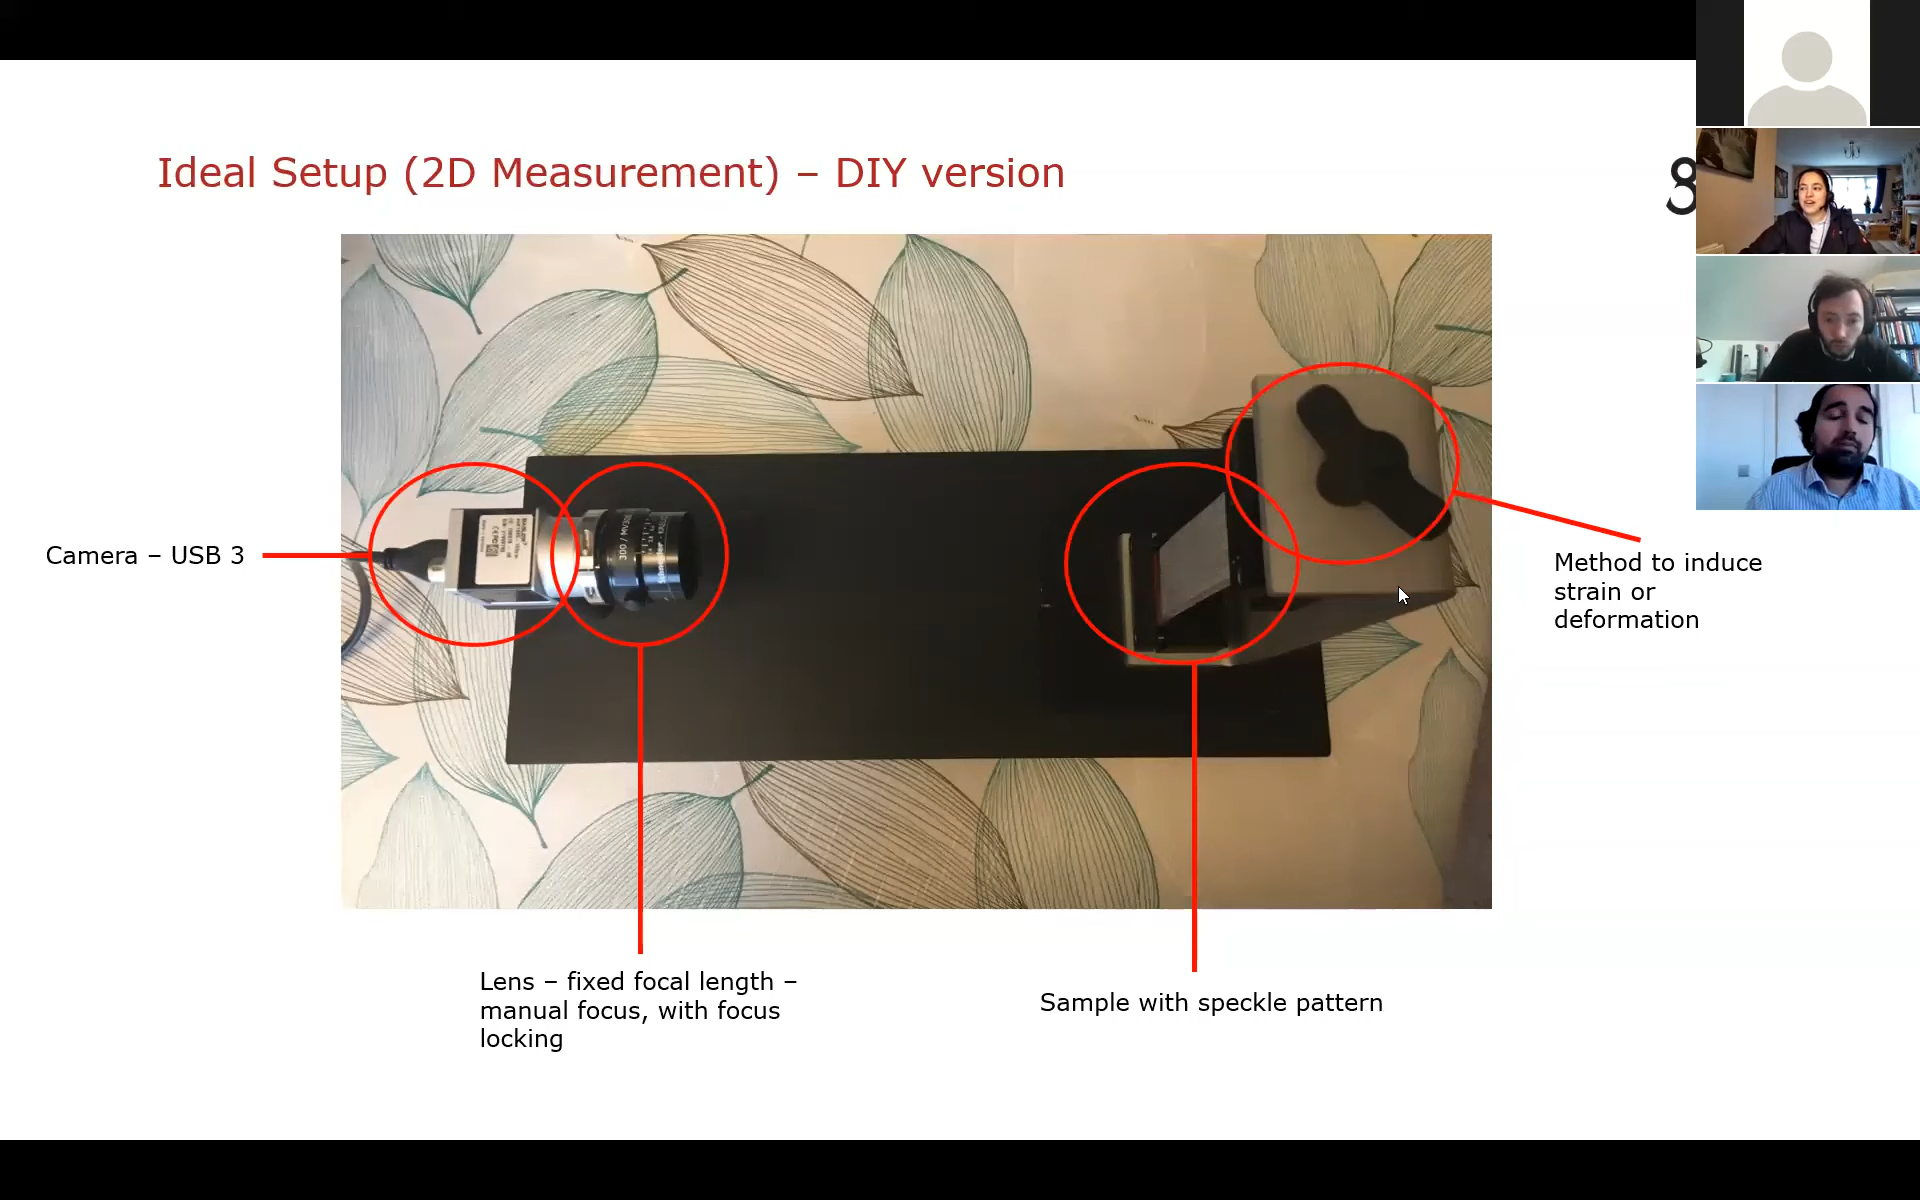 Ideal Setup (2D Measurement) – DIY version
Camera – USB 3
Method to induce
strain or
deformation
Lens – fixed focal length –
manual focus, with focus
locking
Sample with speckle pattern